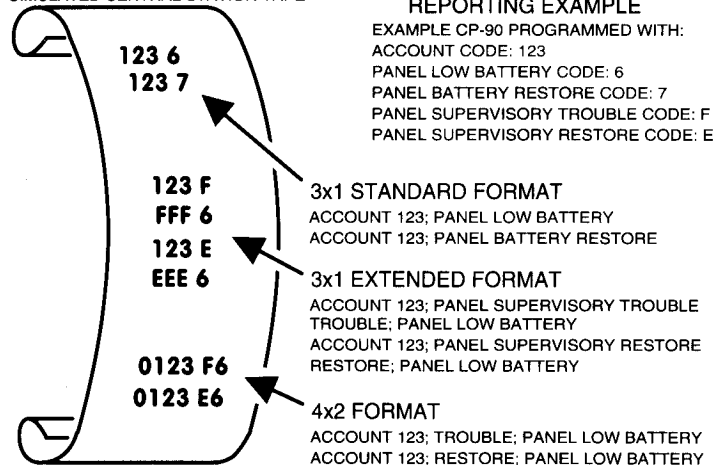 REPORTING EXAMPLE
EXAMPLE CP-90 PROGRAMMED WITH:
ACCOUNT CODE: 123
PANEL LOW BATTERY CODE: 6
PANEL BATTERY RESTORE CODE: 7
PANEL SUPERVISORY TROUBLE CODE: F
PANEL SUPERVISORY RESTORE CODE: E
123 6
123 7
3x1 STANDARD FORMAT
ACCOUNT 123; PANEL LOW BATTERY
ACCOUNT 123; PANEL BATTERY RESTORE
123 F
FFF 6
123 E
EEE 6
3x1 EXTENDED FORMAT
ACCOUNT 123; PANEL SUPERVISORY TROUBLE
TROUBLE; PANEL LOW BATTERY
ACCOUNT 123; PANEL SUPERVISORY RESTORE
RESTORE; PANEL LOW BATTERY
0123 F6
0123 E6
4x2 FORMAT
ACCOUNT 123; TROUBLE; PANEL LOW BATTERY
ACCOUNT 123; RESTORE; PANEL LOW BATTERY